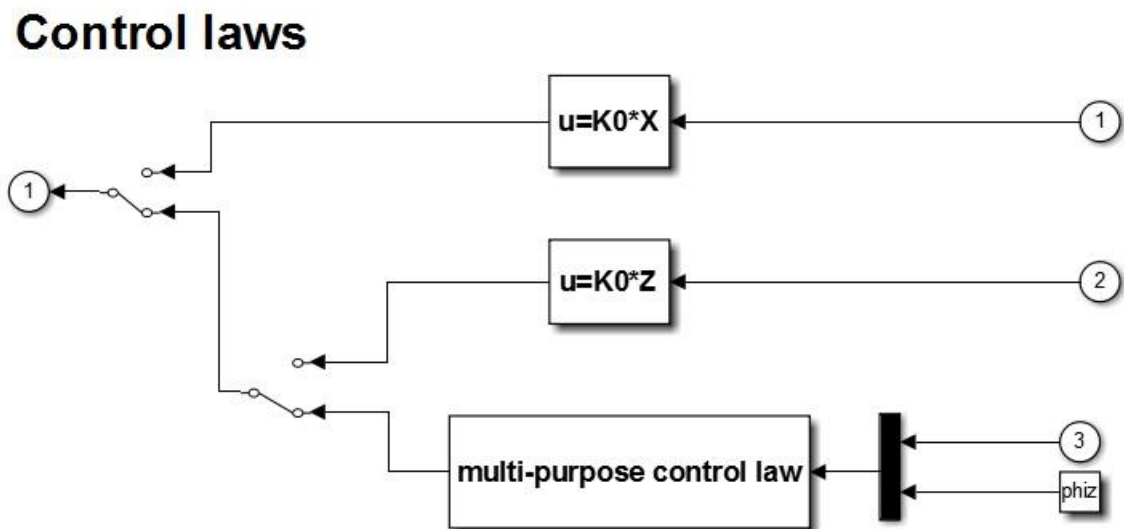 Control laws
u=K0*X
1
1
u=K0*Z
2
multi-purpose control law
3
phiz